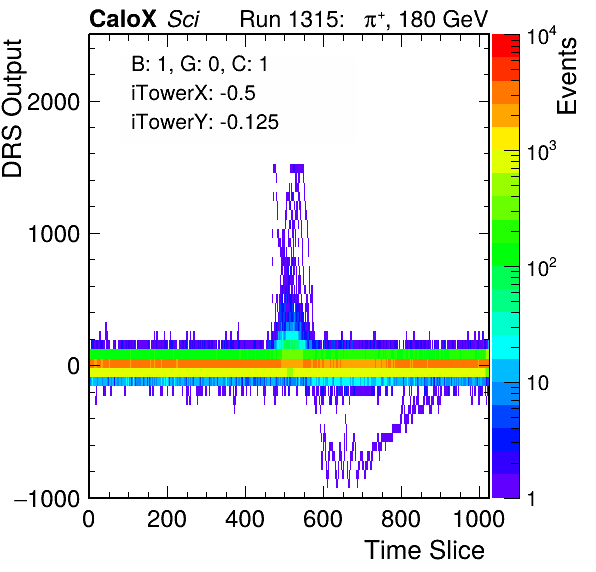 CaloX Sci Run 1315: π⁺, 180 GeV
B: 1, G: 0, C: 1
iTowerX: -0.5
iTowerY: -0.125
DRS Output
2000
1000
0
−1000
0 200 400 600 800 1000
Time Slice
Events
10⁴
10³
10²
10
1